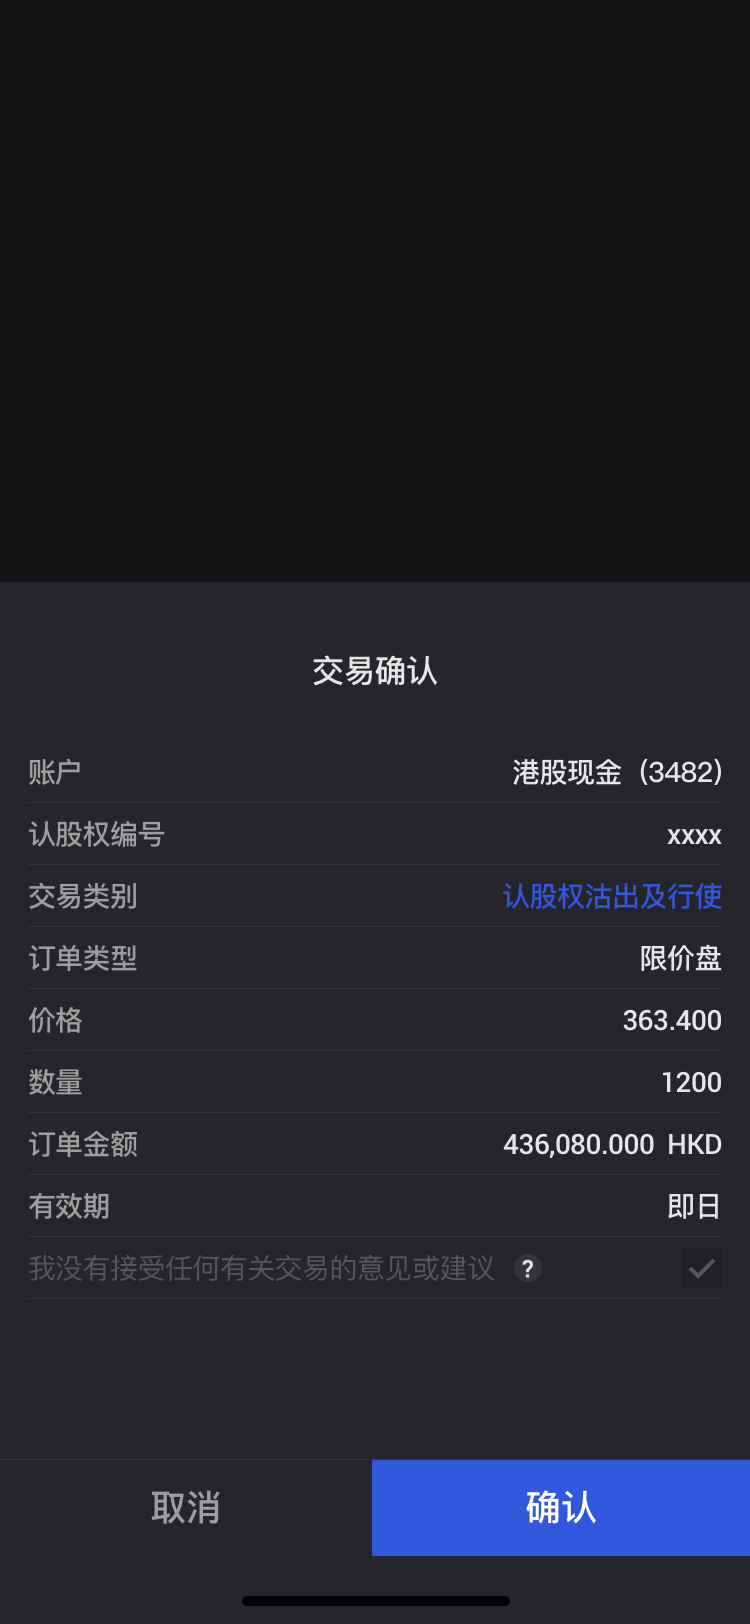 交易确认
账户 港股现金 (3482)
认股权编号 xxxx
交易类别 认股权沽出及行使
订单类型 限价盘
价格 363.400
数量 1200
订单金额 436,080.000 HKD
有效期 即日
我没有接受任何有关交易的意见或建议 ?
取消 确认